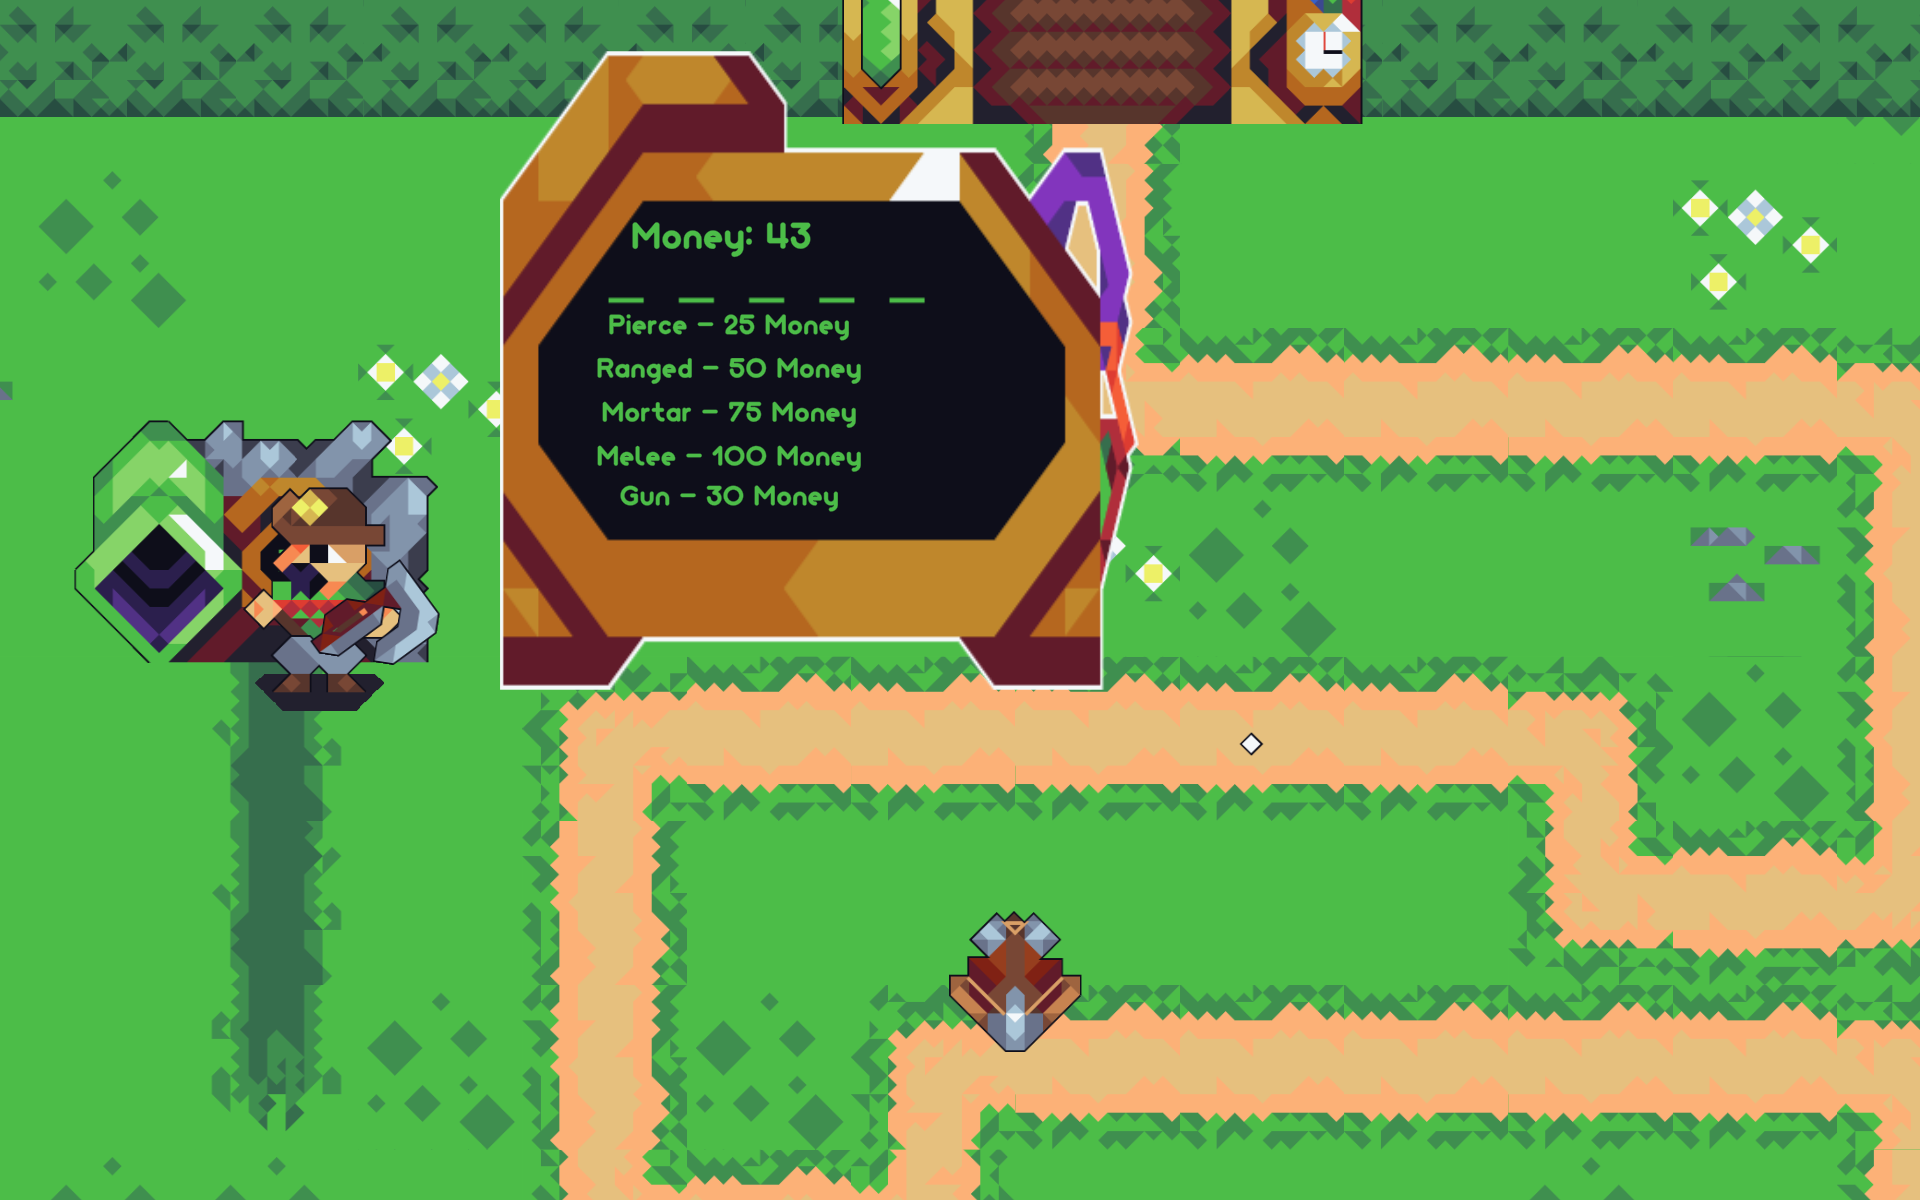 Money: 43
_ _ _ _ _
Pierce - 25 Money
Ranged - 50 Money
Mortar - 75 Money
Melee - 100 Money
Gun - 30 Money